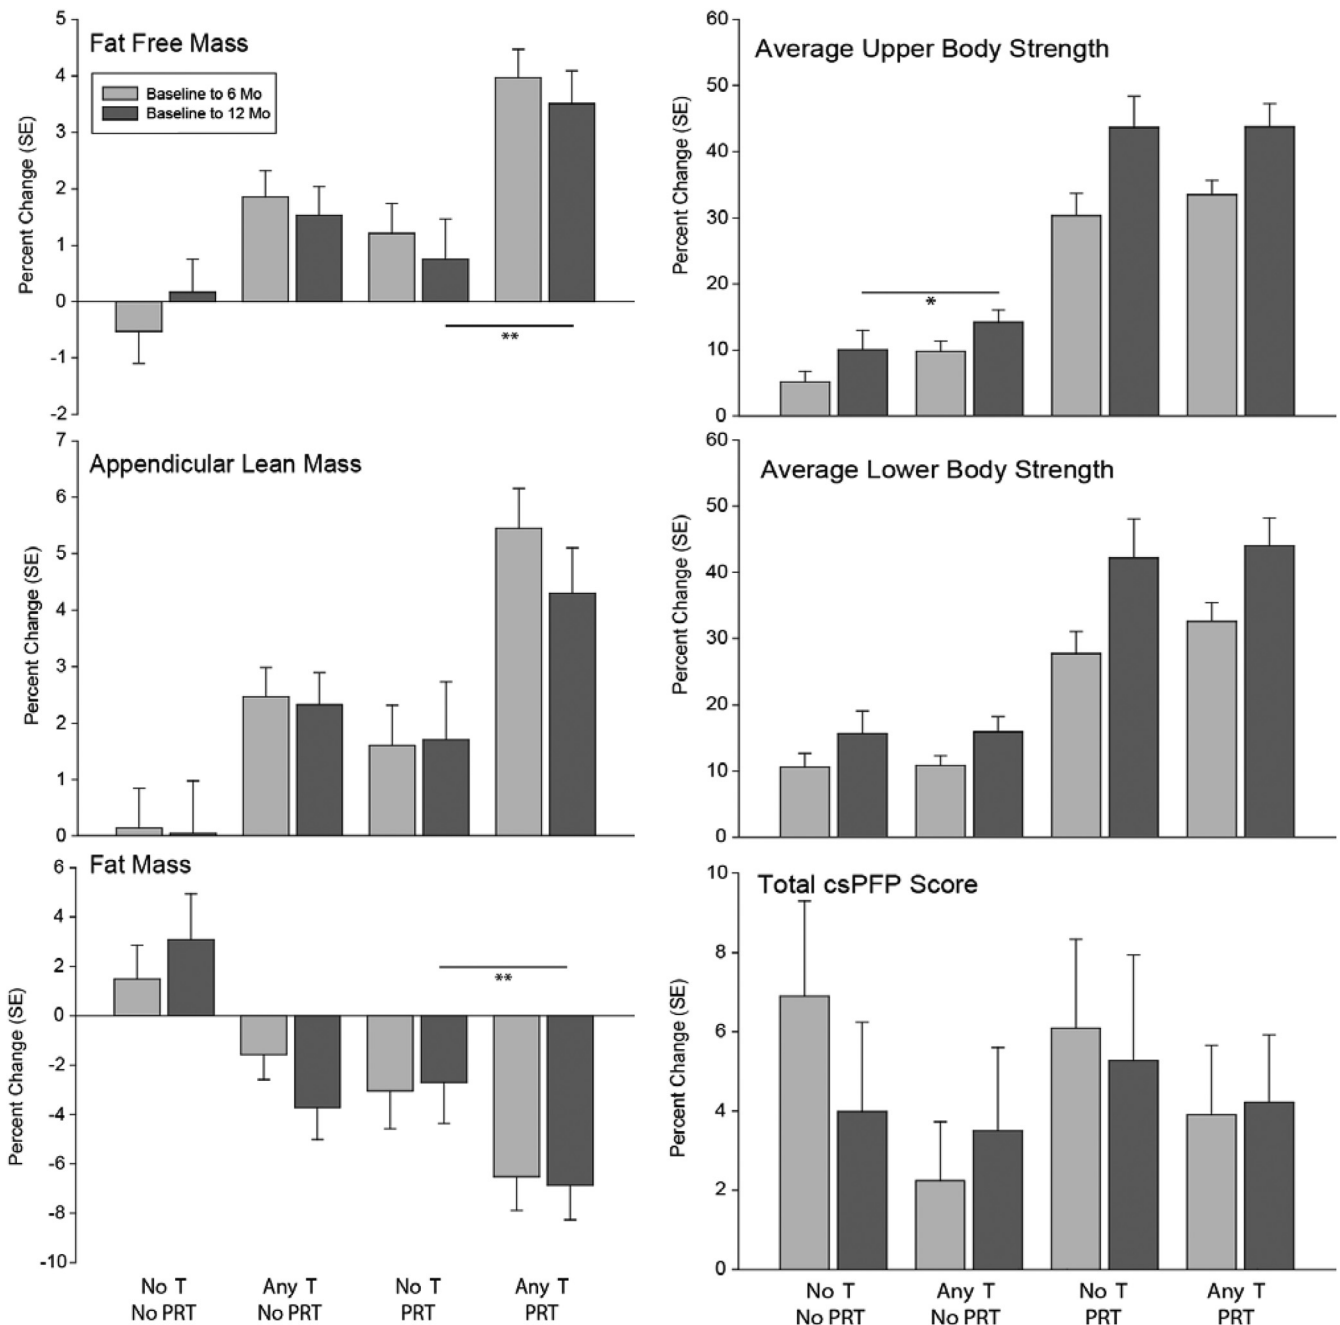 Fat Free Mass
Baseline to 6 Mo
Baseline to 12 Mo
Percent Change (SE)
5
4
3
2
1
0
-1
-2
**
Appendicular Lean Mass
Percent Change (SE)
7
6
5
4
3
2
1
0
Fat Mass
Percent Change (SE)
6
4
2
0
-2
-4
-6
-8
-10
**
No T
No PRT
Any T
No PRT
No T
PRT
Any T
PRT
Average Upper Body Strength
Percent Change (SE)
60
50
40
30
20
10
0
*
Average Lower Body Strength
Percent Change (SE)
60
50
40
30
20
10
0
Total csPFP Score
Percent Change (SE)
10
8
6
4
2
0
No T
No PRT
Any T
No PRT
No T
PRT
Any T
PRT